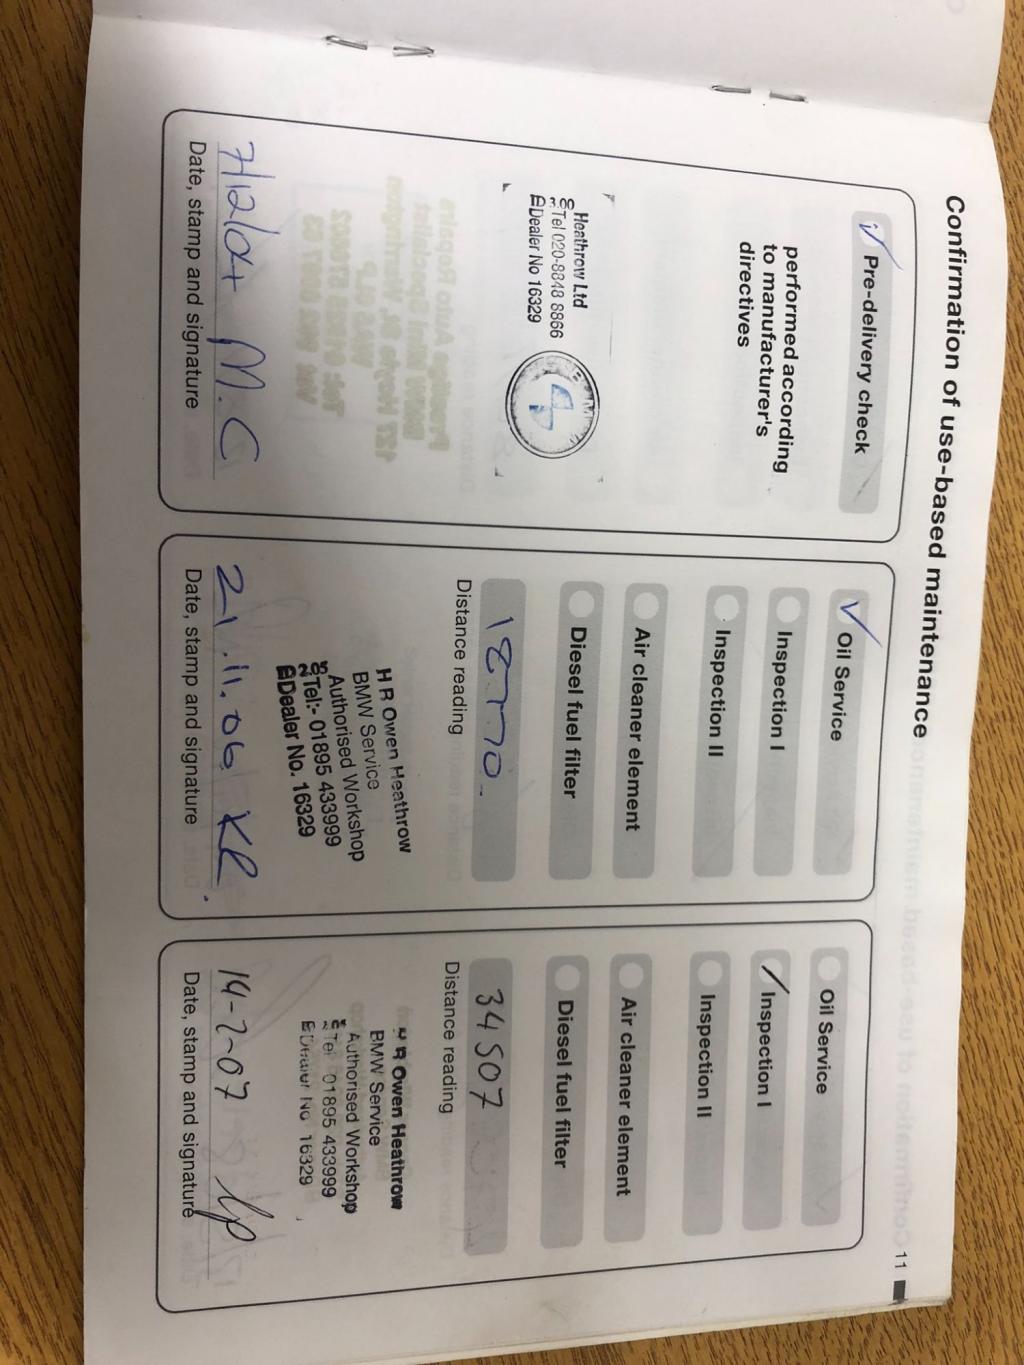 Confirmation of use-based maintenance
Pre-delivery check
performed according
to manufacturer's
directives
Heathrow Ltd
Tel 020-8848 8866
Dealer No 16329
7/12/04 M.C
Date, stamp and signature
Oil Service
Inspection I
Inspection II
Air cleaner element
Diesel fuel filter
18770
Distance reading
H R Owen Heathrow
BMW Service
Authorised Workshop
Tel:- 01895 433999
Dealer No. 16329
21.11.06 KR.
Date, stamp and signature
Oil Service
Inspection I
Inspection II
Air cleaner element
Diesel fuel filter
34507
Distance reading
H R Owen Heathrow
BMW Service
Authorised Workshop
Tel 01895 433999
Dealer No 16329
14-2-07
Date, stamp and signature
11